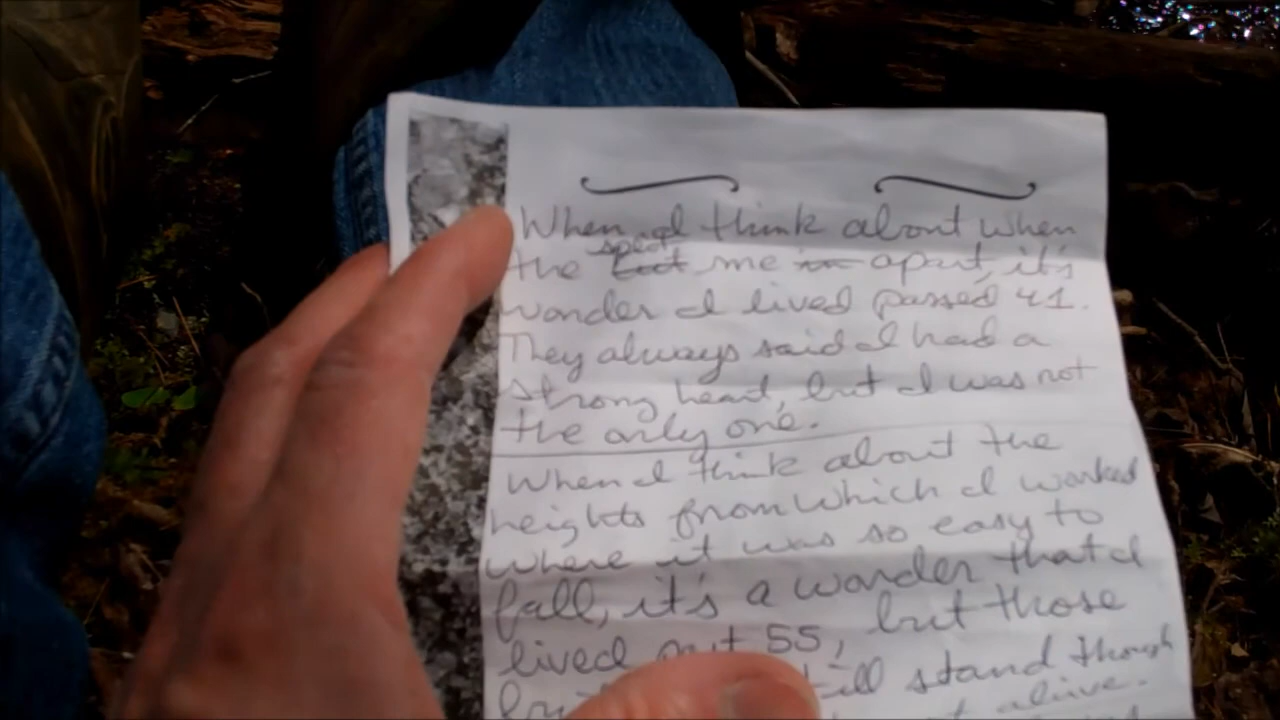 When I think about when
the spect me apart, it's
wonder I lived passed 41.
They always said I had a
strong heart, but I was not
the only one.
When I think about the
heights from which I worked
where it was so easy to
fall, it's a wonder that I
lived 55, but those
still stand though
alive.